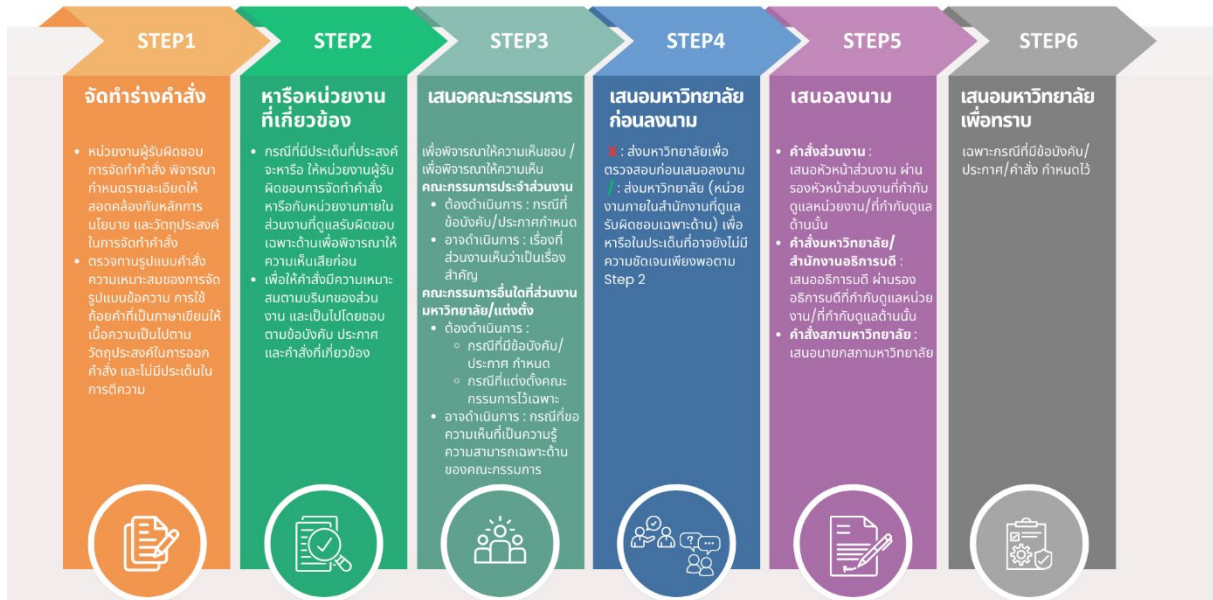 STEP1
จัดทำร่างคำสั่ง
• หน่วยงานผู้รับผิดชอบ
การจัดทำคำสั่ง พิจารณา
กำหนดรายละเอียดให้
สอดคล้องกับหลักการ
นโยบาย และวัตถุประสงค์
ในการจัดทำคำสั่ง
• ตรวจทานรูปแบบคำสั่ง
ความเหมาะสมของการจัด
รูปแบบข้อความ การใช้
ถ้อยคำที่เป็นภาษาเขียนให้
เนื้อความเป็นไปตาม
วัตถุประสงค์ในการออก
คำสั่ง และไม่มีประเด็นใน
การตีความ
STEP2
หารือหน่วยงาน
ที่เกี่ยวข้อง
• กรณีที่มีประเด็นที่ประสงค์
จะหารือ ให้หน่วยงานผู้รับ
ผิดชอบการจัดทำคำสั่ง
หารือกับหน่วยงานภายใน
ส่วนงานที่ดูแลรับผิดชอบ
เฉพาะด้านเพื่อพิจารณาให้
ความเห็นเสียก่อน
• เพื่อให้คำสั่งมีความเหมาะ
สมตามบริบทของส่วน
งาน และเป็นไปโดยชอบ
ตามข้อบังคับ ประกาศ
และคำสั่งที่เกี่ยวข้อง
STEP3
เสนอคณะกรรมการ
เพื่อพิจารณาให้ความเห็นชอบ /
เพื่อพิจารณาให้ความเห็น
คณะกรรมการประจำส่วนงาน
• ต้องดำเนินการ : กรณีที่
ข้อบังคับ/ประกาศกำหนด
• อาจดำเนินการ : เรื่องที่
ส่วนงานเห็นว่าเป็นเรื่อง
สำคัญ
คณะกรรมการอื่นใดที่ส่วนงาน
มหาวิทยาลัย/แต่งตั้ง
• ต้องดำเนินการ :
○ กรณีที่มีข้อบังคับ/
ประกาศ กำหนด
○ กรณีที่แต่งตั้งคณะ
กรรมการไว้เฉพาะ
• อาจดำเนินการ : กรณีที่ขอ
ความเห็นที่เป็นความรู้
ความสามารถเฉพาะด้าน
ของคณะกรรมการ
STEP4
เสนอมหาวิทยาลัย
ก่อนลงนาม
X : ส่งมหาวิทยาลัยเพื่อ
ตรวจสอบก่อนเสนอลงนาม
/ : ส่งมหาวิทยาลัย (หน่วย
งานภายในสำนักงานที่ดูแล
รับผิดชอบเฉพาะด้าน) เพื่อ
หารือในประเด็นที่อาจยังไม่มี
ความชัดเจนเพียงพอตาม
Step 2
STEP5
เสนอลงนาม
• คำสั่งส่วนงาน :
เสนอหัวหน้าส่วนงาน ผ่าน
รองหัวหน้าส่วนงานที่กำกับ
ดูแลหน่วยงาน/ที่กำกับดูแล
ด้านนั้น
• คำสั่งมหาวิทยาลัย/
สำนักงานอธิการบดี :
เสนออธิการบดี ผ่านรอง
อธิการบดีที่กำกับดูแลหน่วย
งาน/ที่กำกับดูแลด้านนั้น
• คำสั่งสภามหาวิทยาลัย :
เสนอนายกสภามหาวิทยาลัย
STEP6
เสนอมหาวิทยาลัย
เพื่อทราบ
เฉพาะกรณีที่มีข้อบังคับ/
ประกาศ/คำสั่ง กำหนดไว้